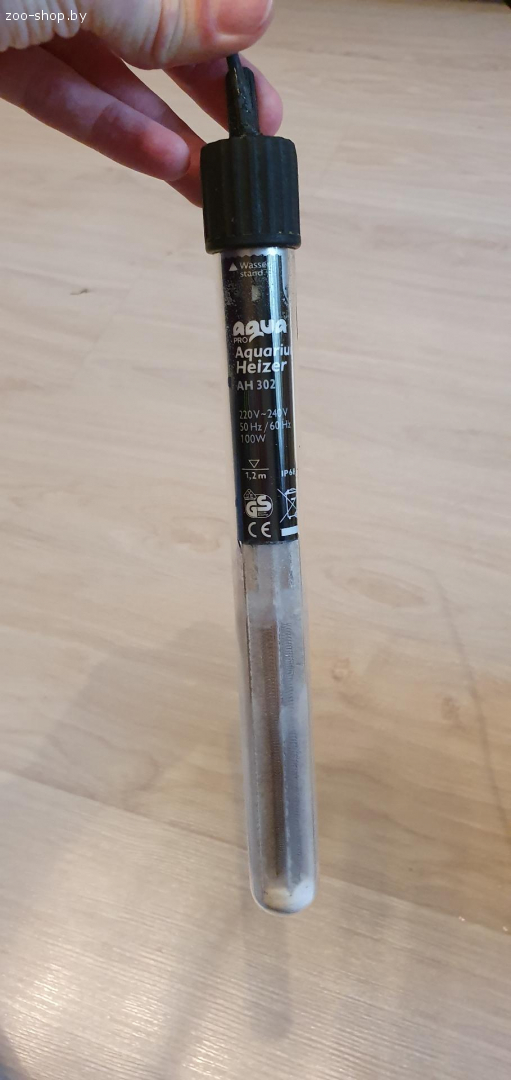 zoo-shop.by
Wasser
stand
aqua
PRO
Aquariu
Heizer
AH 302
220V~240V
50 Hz / 60 Hz
100W
1,2 m
IP68
GS
CE